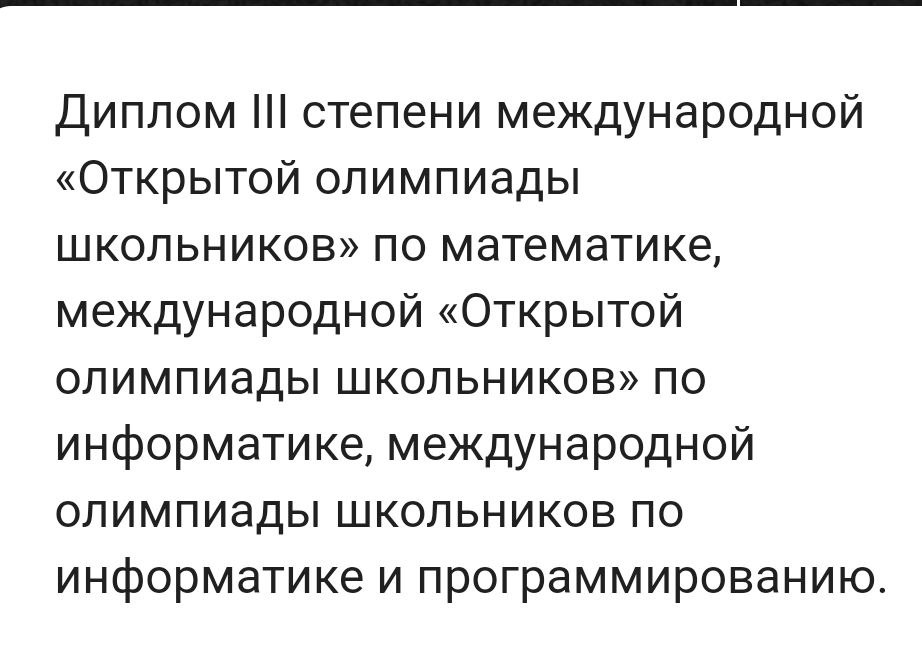 Диплом III степени международной
«Открытой олимпиады
школьников» по математике,
международной «Открытой
олимпиады школьников» по
информатике, международной
олимпиады школьников по
информатике и программированию.